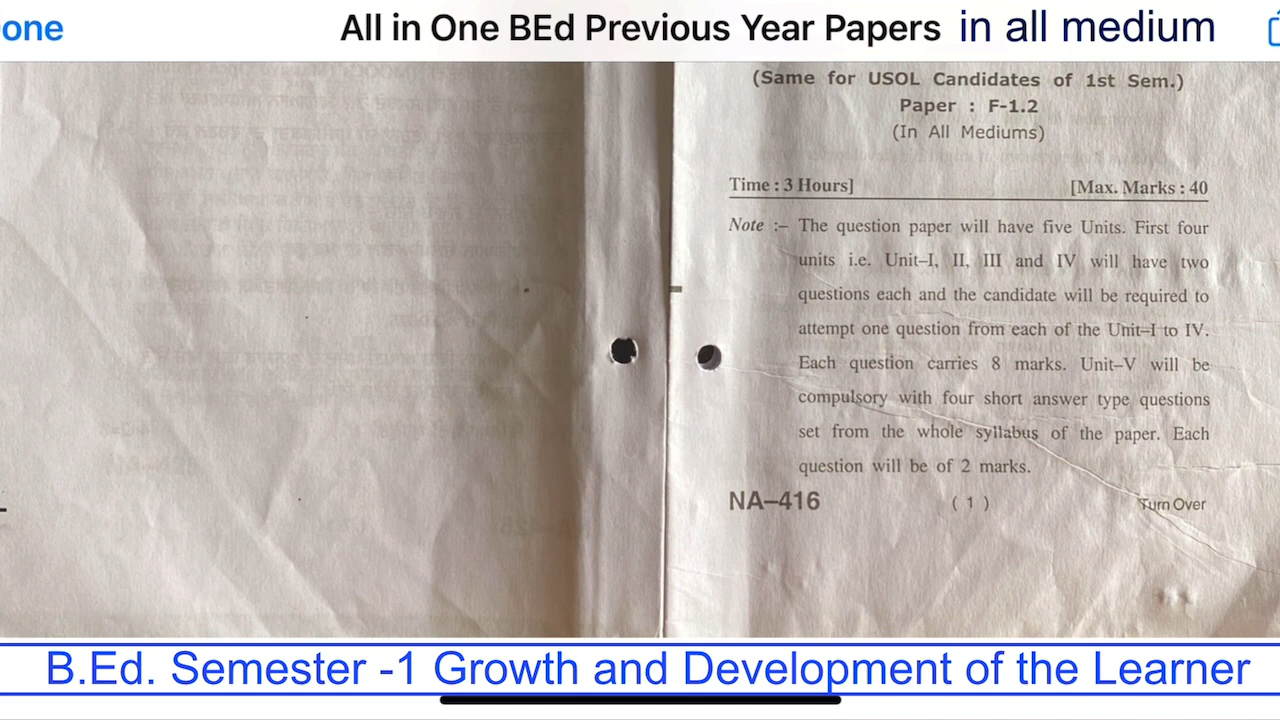 one
All in One BEd Previous Year Papers in all medium
(Same for USOL Candidates of 1st Sem.)
Paper : F-1.2
(In All Mediums)
Time : 3 Hours] [Max. Marks : 40
Note :– The question paper will have five Units. First four
units i.e. Unit–I, II, III and IV will have two
questions each and the candidate will be required to
attempt one question from each of the Unit–I to IV.
Each question carries 8 marks. Unit–V will be
compulsory with four short answer type questions
set from the whole syllabus of the paper. Each
question will be of 2 marks.
NA–416 ( 1 ) Turn Over
B.Ed. Semester -1 Growth and Development of the Learner